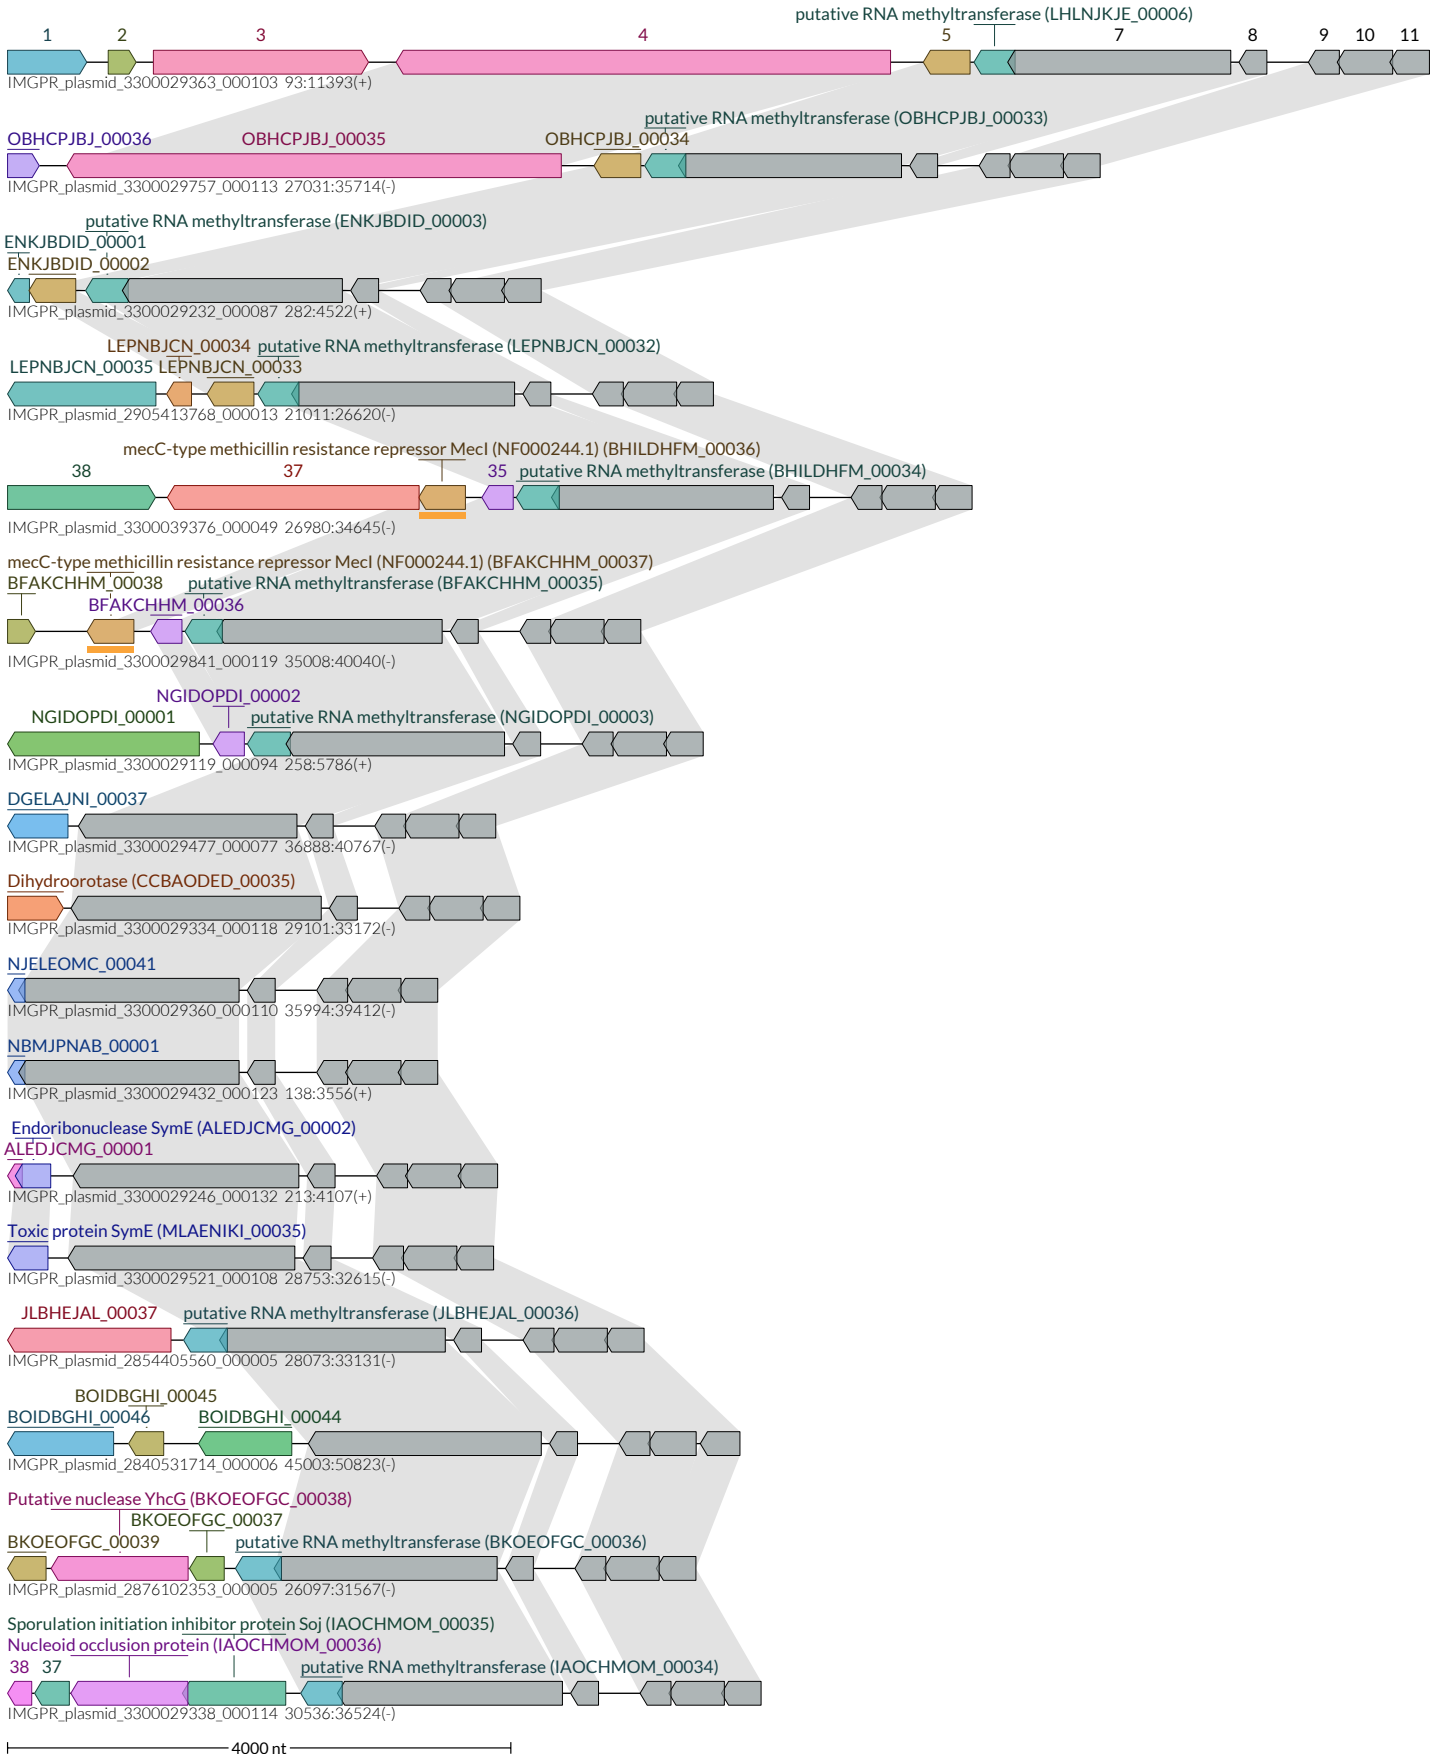 putative RNA methyltransferase (LHLNJKJE_00006)
1 2 3 4 5 7 8 9 10 11
IMGPR_plasmid_3300029363_000103 93:11393(+)
putative RNA methyltransferase (OBHCPJBJ_00033)
OBHCPJBJ_00036 OBHCPJBJ_00035 OBHCPJBJ_00034
IMGPR_plasmid_3300029757_000113 27031:35714(-)
putative RNA methyltransferase (ENKJBDID_00003)
ENKJBDID_00001
ENKJBDID_00002
IMGPR_plasmid_3300029232_000087 282:4522(+)
LEPNBJCN_00034 putative RNA methyltransferase (LEPNBJCN_00032)
LEPNBJCN_00035 LEPNBJCN_00033
IMGPR_plasmid_2905413768_000013 21011:26620(-)
mecC-type methicillin resistance repressor MecI (NF000244.1) (BHILDHFM_00036)
38 37 35 putative RNA methyltransferase (BHILDHFM_00034)
IMGPR_plasmid_3300039376_000049 26980:34645(-)
mecC-type methicillin resistance repressor MecI (NF000244.1) (BFAKCHHM_00037)
BFAKCHHM_00038 putative RNA methyltransferase (BFAKCHHM_00035)
BFAKCHHM_00036
IMGPR_plasmid_3300029841_000119 35008:40040(-)
NGIDOPDI_00002
NGIDOPDI_00001 putative RNA methyltransferase (NGIDOPDI_00003)
IMGPR_plasmid_3300029119_000094 258:5786(+)
DGELAJNI_00037
IMGPR_plasmid_3300029477_000077 36888:40767(-)
Dihydroorotase (CCBAODED_00035)
IMGPR_plasmid_3300029334_000118 29101:33172(-)
NJELEOMC_00041
IMGPR_plasmid_3300029360_000110 35994:39412(-)
NBMJPNAB_00001
IMGPR_plasmid_3300029432_000123 138:3556(+)
Endoribonuclease SymE (ALEDJCMG_00002)
ALEDJCMG_00001
IMGPR_plasmid_3300029246_000132 213:4107(+)
Toxic protein SymE (MLAENIKI_00035)
IMGPR_plasmid_3300029521_000108 28753:32615(-)
JLBHEJAL_00037 putative RNA methyltransferase (JLBHEJAL_00036)
IMGPR_plasmid_2854405560_000005 28073:33131(-)
BOIDBGHI_00045
BOIDBGHI_00046 BOIDBGHI_00044
IMGPR_plasmid_2840531714_000006 45003:50823(-)
Putative nuclease YhcG (BKOEOFGC_00038)
BKOEOFGC_00037
BKOEOFGC_00039 putative RNA methyltransferase (BKOEOFGC_00036)
IMGPR_plasmid_2876102353_000005 26097:31567(-)
Sporulation initiation inhibitor protein Soj (IAOCHMOM_00035)
Nucleoid occlusion protein (IAOCHMOM_00036)
38 37 putative RNA methyltransferase (IAOCHMOM_00034)
IMGPR_plasmid_3300029338_000114 30536:36524(-)
4000 nt